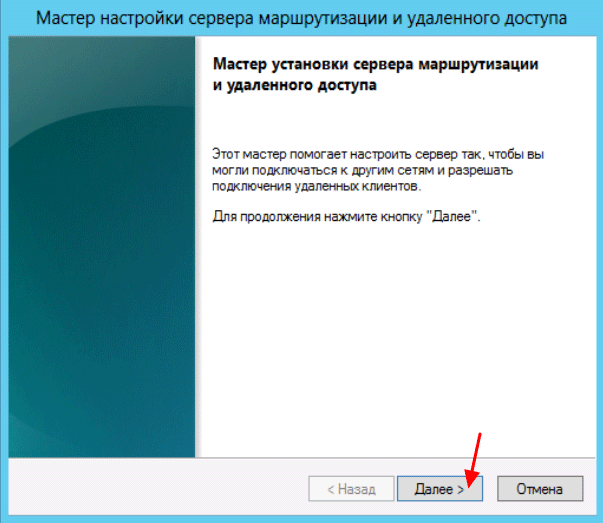 Мастер настройки сервера маршрутизации и удаленного доступа
Мастер установки сервера маршрутизации
и удаленного доступа
Этот мастер помогает настроить сервер так, чтобы вы
могли подключаться к другим сетям и разрешать
подключения удаленных клиентов.
Для продолжения нажмите кнопку "Далее".
< Назад
Далее >
Отмена